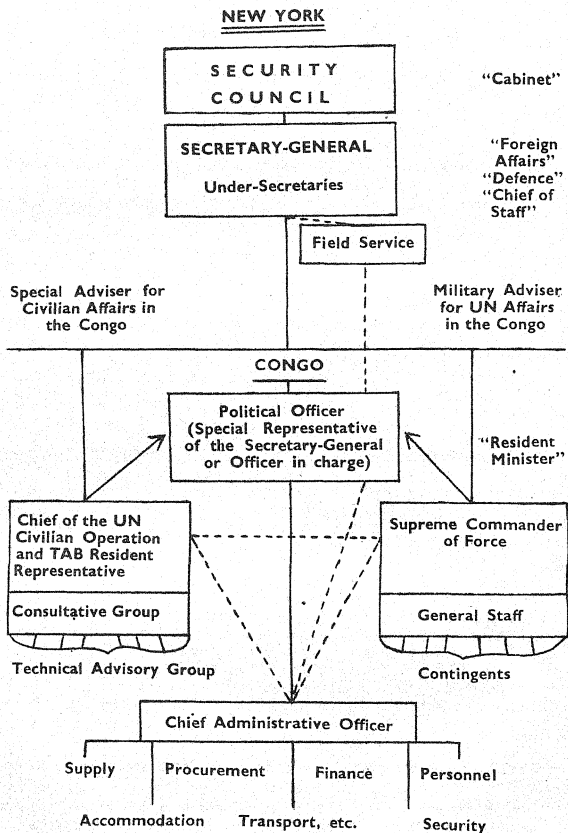 NEW YORK
SECURITY
COUNCIL
"Cabinet"
SECRETARY-GENERAL
Under-Secretaries
"Foreign
Affairs"
"Defence"
"Chief of
Staff"
Field Service
Special Adviser for
Civilian Affairs in
the Congo
Military Adviser
for UN Affairs
in the Congo
CONGO
Political Officer
(Special Representative
of the Secretary-General
or Officer in charge)
"Resident
Minister"
Chief of the UN
Civilian Operation
and TAB Resident
Representative
Consultative Group
Technical Advisory Group
Supreme Commander
of Force
General Staff
Contingents
Chief Administrative Officer
Supply
Procurement
Finance
Personnel
Accommodation
Transport, etc.
Security